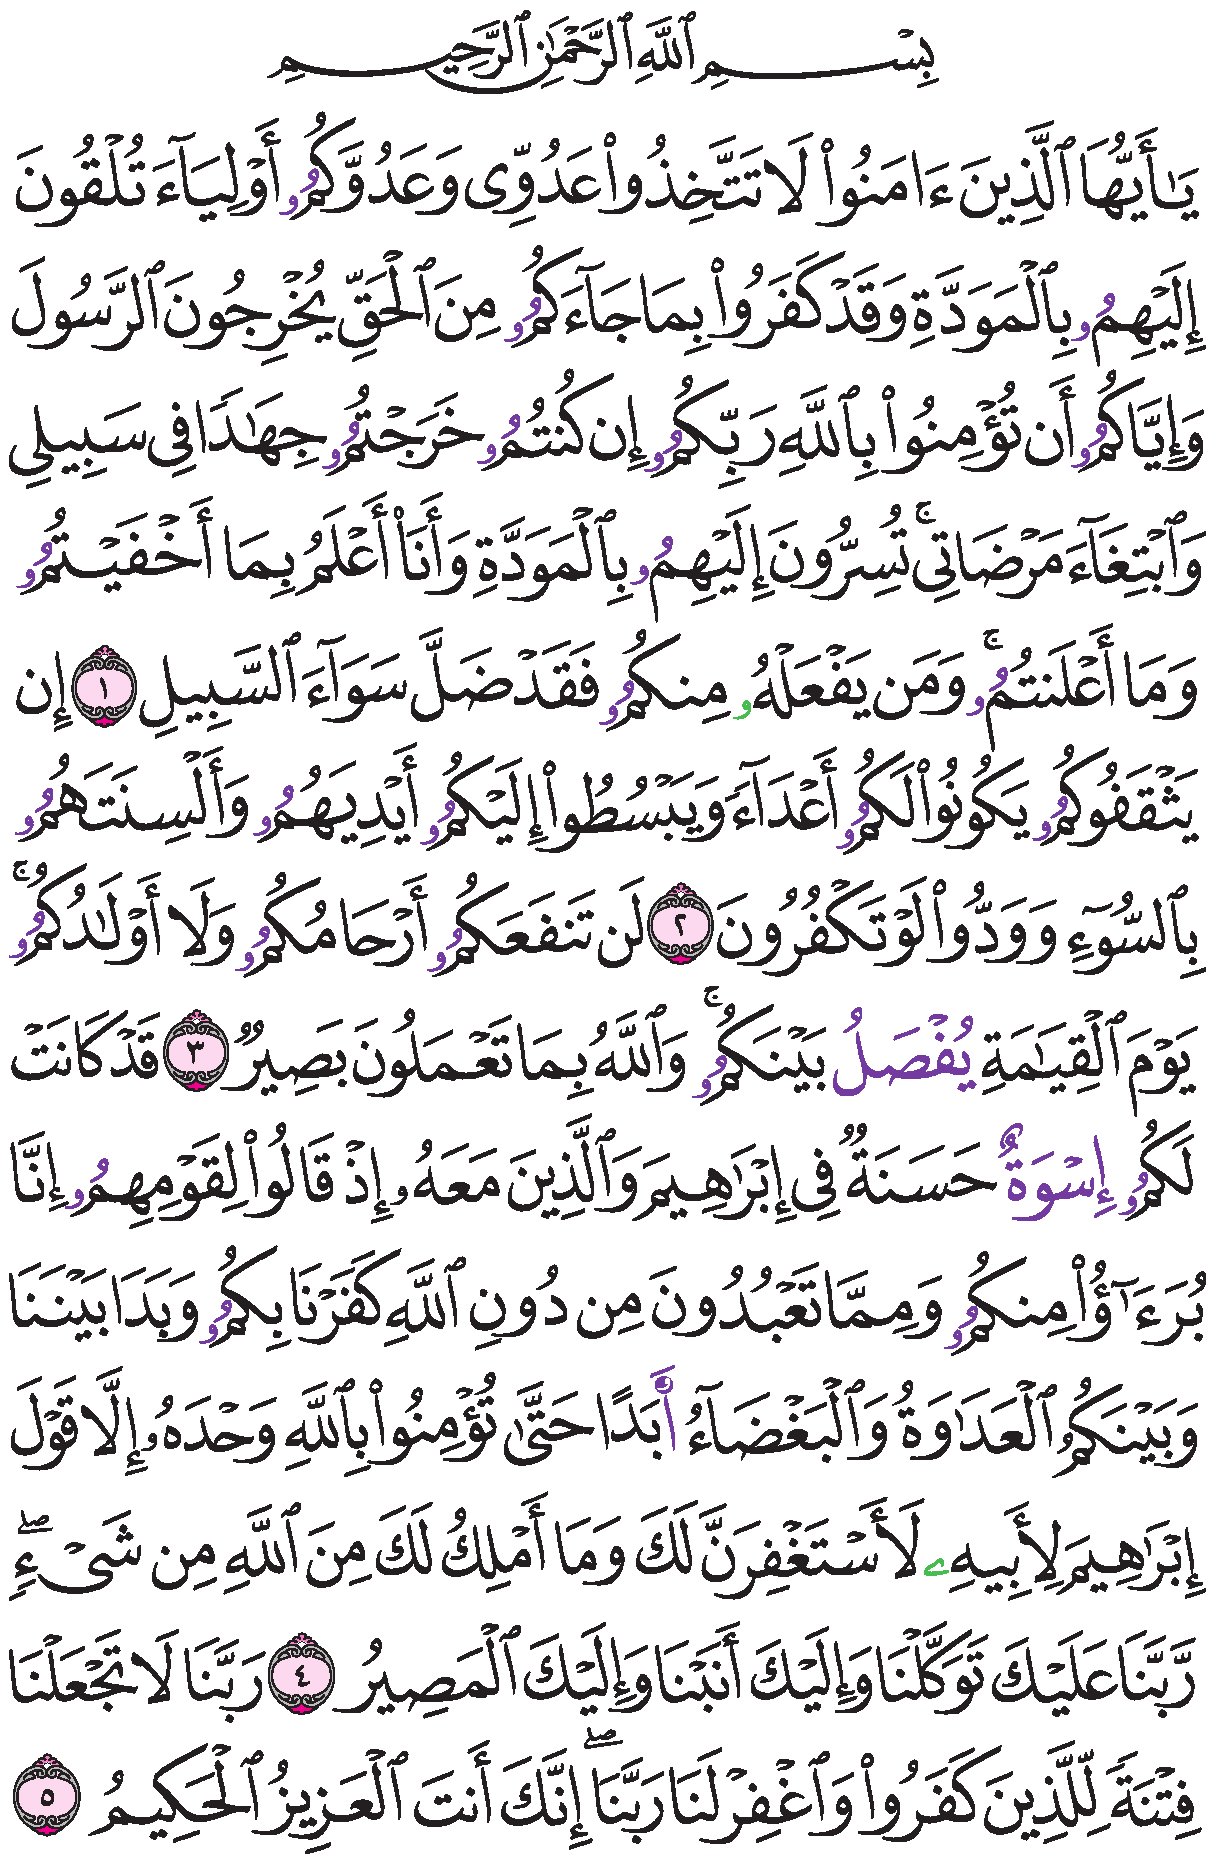 بِسْمِ ٱللَّهِ ٱلرَّحْمَٰنِ ٱلرَّحِيمِ
يَٰٓأَيُّهَا ٱلَّذِينَ ءَامَنُوا۟ لَا تَتَّخِذُوا۟ عَدُوِّى وَعَدُوَّكُمُۥٓ أَوْلِيَآءَ تُلْقُونَ
إِلَيْهِمُۥ بِٱلْمَوَدَّةِ وَقَدْ كَفَرُوا۟ بِمَا جَآءَكُمُۥ مِنَ ٱلْحَقِّ يُخْرِجُونَ ٱلرَّسُولَ
وَإِيَّاكُمُۥ أَن تُؤْمِنُوا۟ بِٱللَّهِ رَبِّكُمُۥ إِن كُنتُمُۥ خَرَجْتُمُۥ جِهَٰدًا فِى سَبِيلِى
وَٱبْتِغَآءَ مَرْضَاتِى ۚ تُسِرُّونَ إِلَيْهِمُۥ بِٱلْمَوَدَّةِ وَأَنَا۠ أَعْلَمُ بِمَا أَخْفَيْتُمُۥ
وَمَا أَعْلَنتُمُۥ ۚ وَمَن يَفْعَلْهُۥ مِنكُمُۥ فَقَدْ ضَلَّ سَوَآءَ ٱلسَّبِيلِ ١ إِن
يَثْقَفُوكُمُۥ يَكُونُوا۟ لَكُمُۥ أَعْدَآءً وَيَبْسُطُوا۟ إِلَيْكُمُۥ أَيْدِيَهُمُۥ وَأَلْسِنَتَهُمُۥ
بِٱلسُّوٓءِ وَوَدُّوا۟ لَوْ تَكْفُرُونَ ٢ لَن تَنفَعَكُمُۥ أَرْحَامُكُمُۥ وَلَا أَوْلَٰدُكُمُۥ ۚ
يَوْمَ ٱلْقِيَٰمَةِ يُفْصَلُ بَيْنَكُمُۥ ۚ وَٱللَّهُ بِمَا تَعْمَلُونَ بَصِيرٌ ٣ قَدْ كَانَتْ
لَكُمُۥ إِسْوَةٌ حَسَنَةٌ فِى إِبْرَٰهِيمَ وَٱلَّذِينَ مَعَهُۥ إِذْ قَالُوا۟ لِقَوْمِهِمُۥ إِنَّا
بُرَءَٰٓؤُا۟ مِنكُمُۥ وَمِمَّا تَعْبُدُونَ مِن دُونِ ٱللَّهِ كَفَرْنَا بِكُمُۥ وَبَدَا بَيْنَنَا
وَبَيْنَكُمُ ٱلْعَدَٰوَةُ وَٱلْبَغْضَآءُ اَ۬بَدًا حَتَّىٰ تُؤْمِنُوا۟ بِٱللَّهِ وَحْدَهُۥ إِلَّا قَوْلَ
إِبْرَٰهِيمَ لِأَبِيهِۦ لَأَسْتَغْفِرَنَّ لَكَ وَمَا أَمْلِكُ لَكَ مِنَ ٱللَّهِ مِن شَىْءٍ ۖ
رَّبَّنَا عَلَيْكَ تَوَكَّلْنَا وَإِلَيْكَ أَنَبْنَا وَإِلَيْكَ ٱلْمَصِيرُ ٤ رَبَّنَا لَا تَجْعَلْنَا
فِتْنَةً لِّلَّذِينَ كَفَرُوا۟ وَٱغْفِرْ لَنَا رَبَّنَا ۖ إِنَّكَ أَنتَ ٱلْعَزِيزُ ٱلْحَكِيمُ ٥